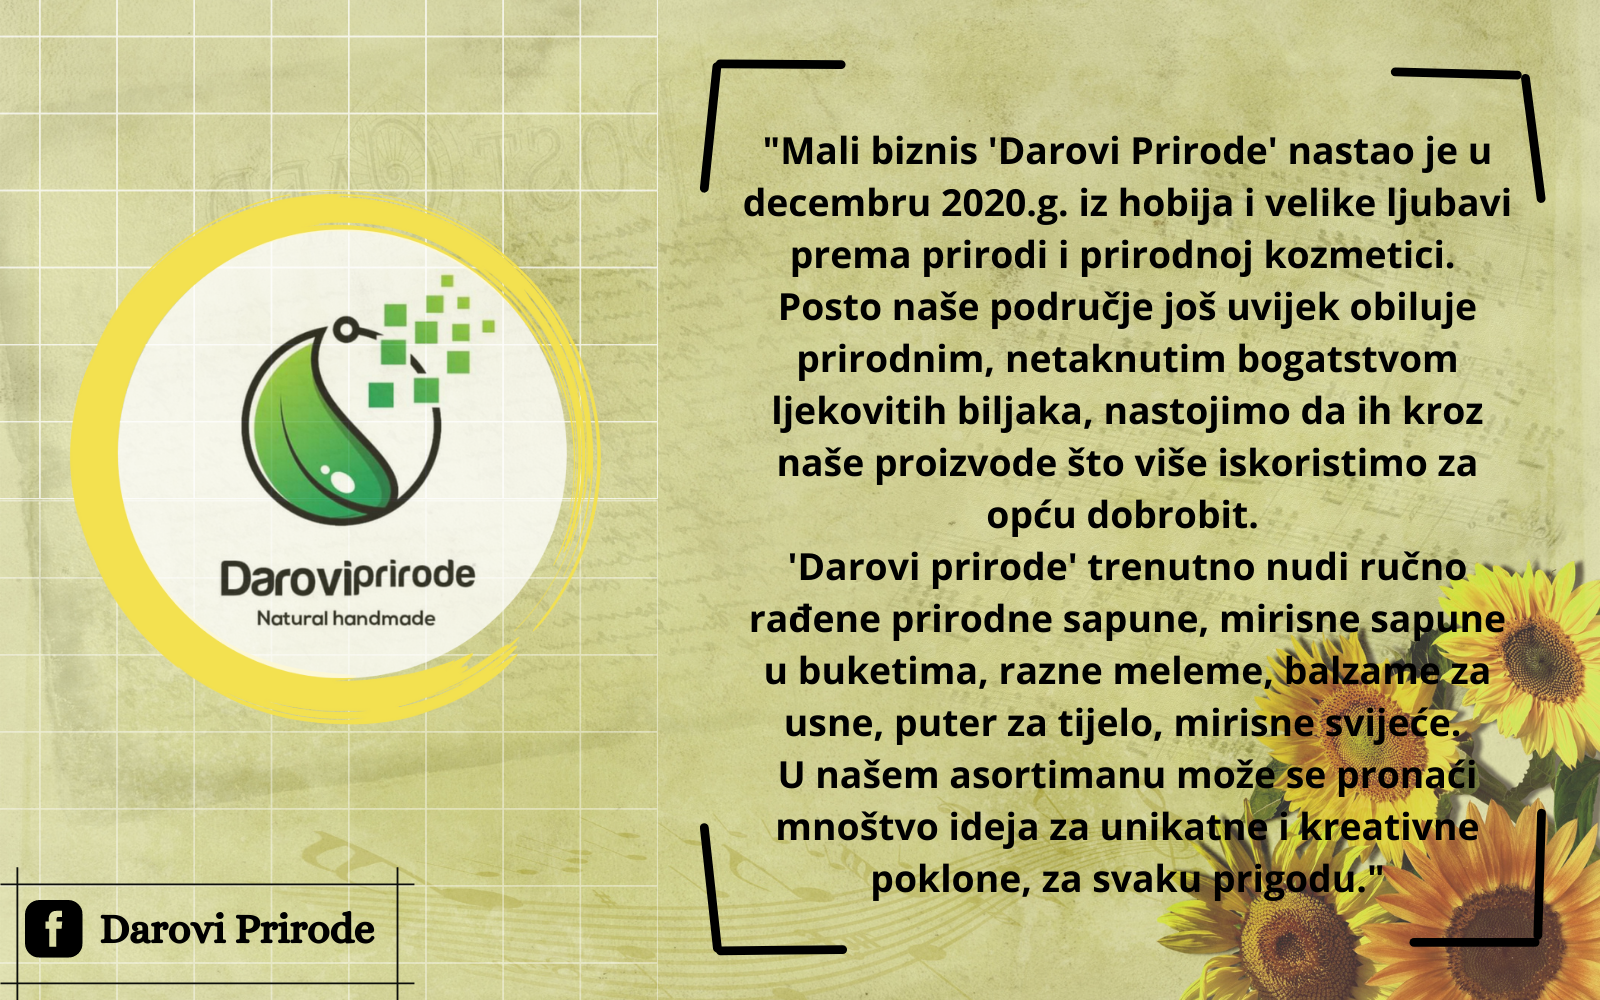 Daroviprirode
Natural handmade
Darovi Prirode
"Mali biznis 'Darovi Prirode' nastao je u
decembru 2020.g. iz hobija i velike ljubavi
prema prirodi i prirodnoj kozmetici.
Posto naše područje još uvijek obiluje
prirodnim, netaknutim bogatstvom
ljekovitih biljaka, nastojimo da ih kroz
naše proizvode što više iskoristimo za
opću dobrobit.
'Darovi prirode' trenutno nudi ručno
rađene prirodne sapune, mirisne sapune
u buketima, razne meleme, balzame za
usne, puter za tijelo, mirisne svijeće.
U našem asortimanu može se pronaći
mnoštvo ideja za unikatne i kreativne
poklone, za svaku prigodu."